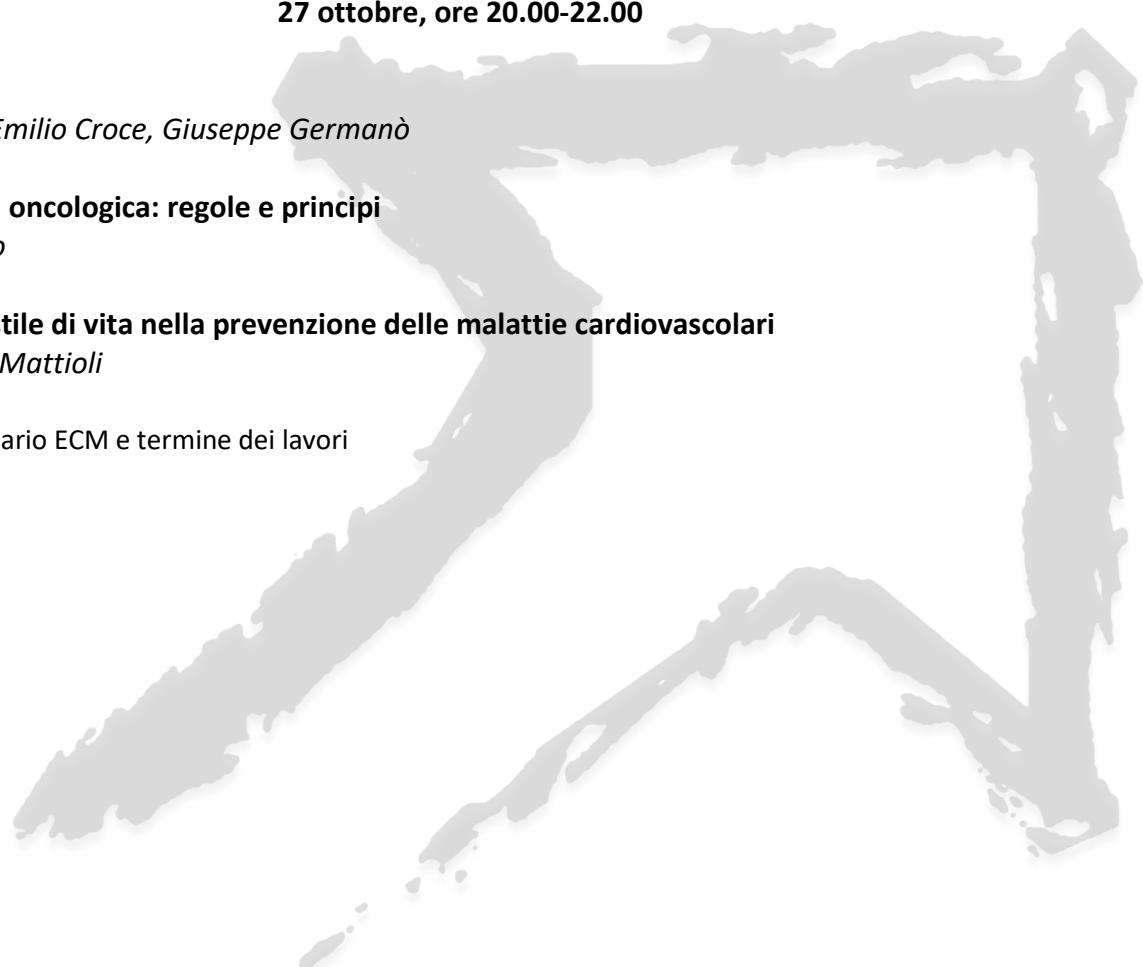 27 ottobre, ore 20.00-22.00
Emilio Croce, Giuseppe Germanò
oncologica: regole e principi
o
tile di vita nella prevenzione delle malattie cardiovascolari
Mattioli
ario ECM e termine dei lavori